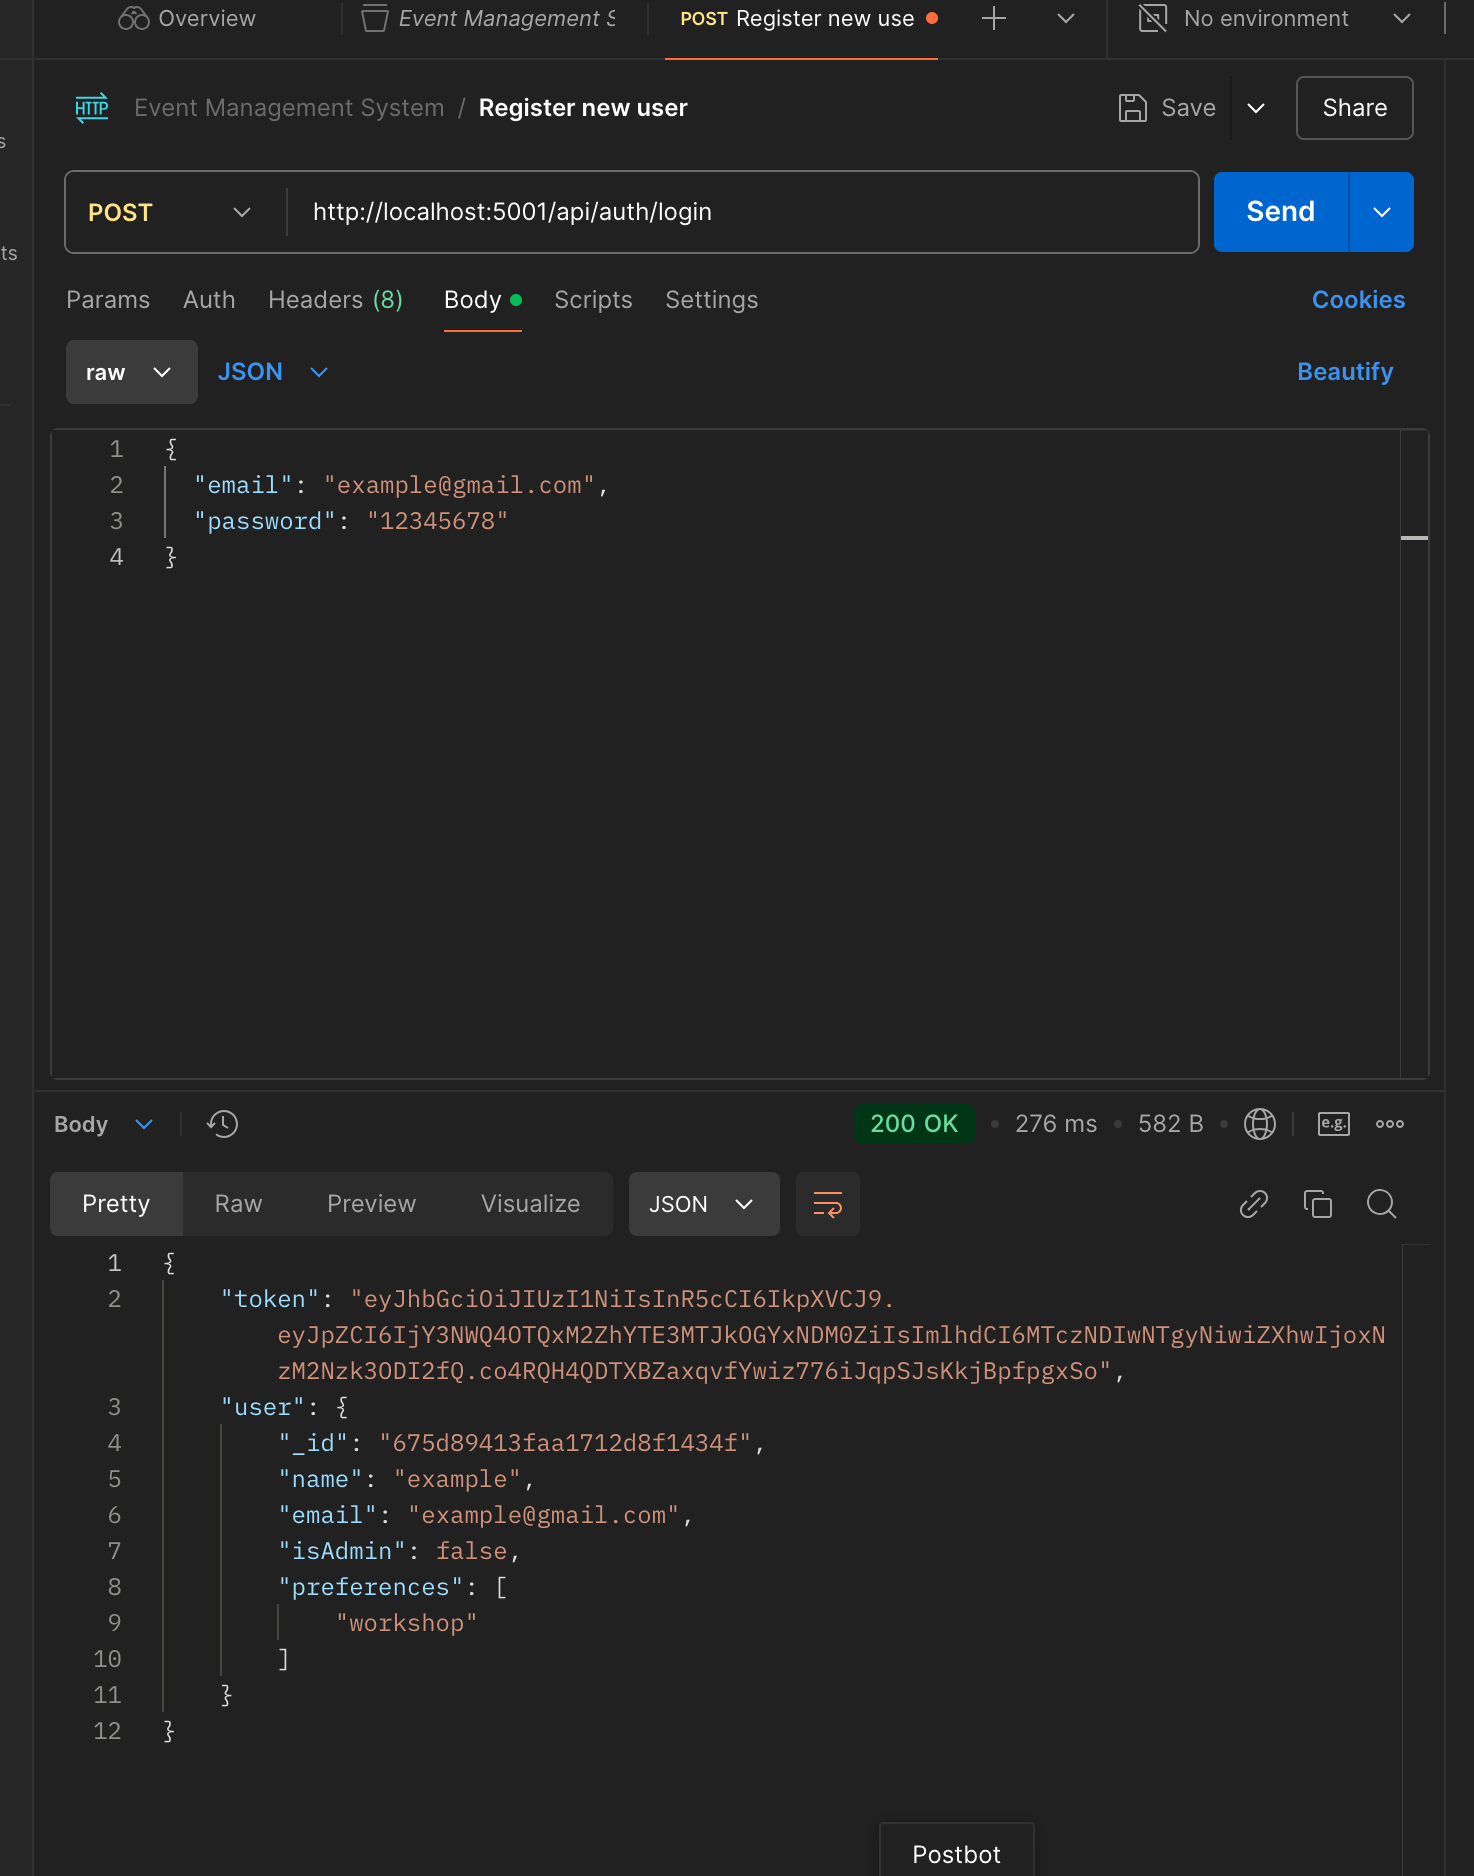 Overview
Event Management S
POST Register new use
No environment
HTTP Event Management System / Register new user
Save
Share
s
POST
http://localhost:5001/api/auth/login
Send
ts
Params Auth Headers (8) Body Scripts Settings
Cookies
raw JSON
Beautify
1 {
2 "email": "example@gmail.com",
3 "password": "12345678"
4 }
Body
200 OK • 276 ms • 582 B •
e.g.
Pretty Raw Preview Visualize
JSON
1 {
2 "token": "eyJhbGciOiJIUzI1NiIsInR5cCI6IkpXVCJ9.
eyJpZCI6IjY3NWQ4OTQxM2ZhYTE3MTJkOGYxNDM0ZiIsImlhdCI6MTczNDIwNTgyNiwiZXhwIjoxN
zM2Nzk3ODI2fQ.co4RQH4QDTXBZaxqvfYwiz776iJqpSJsKkjBpfpgxSo",
3 "user": {
4 "_id": "675d89413faa1712d8f1434f",
5 "name": "example",
6 "email": "example@gmail.com",
7 "isAdmin": false,
8 "preferences": [
9 "workshop"
10 ]
11 }
12 }
Postbot